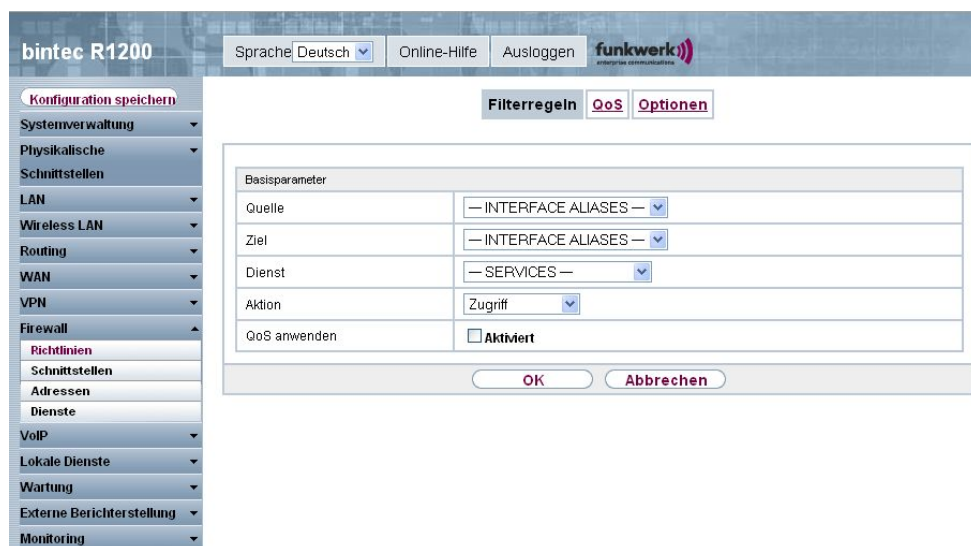 bintec R1200
Sprache Deutsch
Online-Hilfe
Ausloggen
funkwerk
enterprise communications
Konfiguration speichern
Systemverwaltung
Physikalische
Schnittstellen
LAN
Wireless LAN
Routing
WAN
VPN
Firewall
Richtlinien
Schnittstellen
Adressen
Dienste
VoIP
Lokale Dienste
Wartung
Externe Berichterstellung
Monitoring
Filterregeln QoS Optionen
Basisparameter
Quelle — INTERFACE ALIASES —
Ziel — INTERFACE ALIASES —
Dienst — SERVICES —
Aktion Zugriff
QoS anwenden Aktiviert
OK Abbrechen